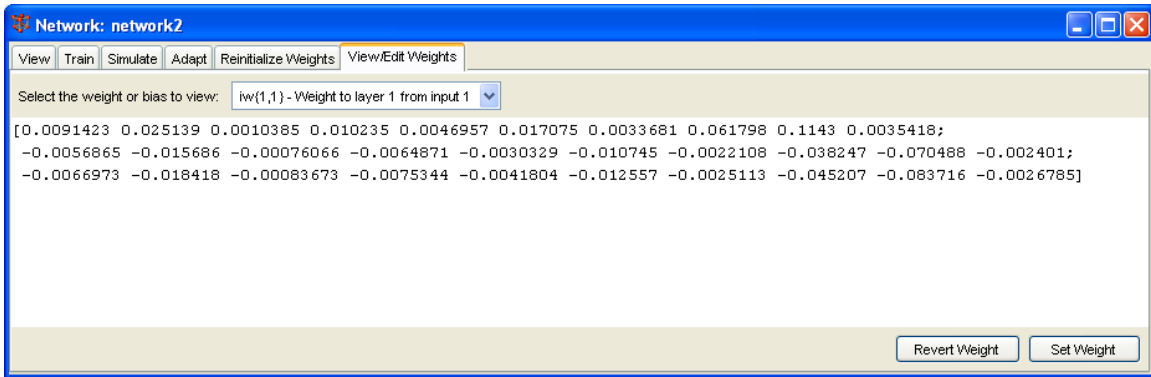 Network: network2
View Train Simulate Adapt Reinitialize Weights View/Edit Weights
Select the weight or bias to view: iw{1,1} - Weight to layer 1 from input 1
[0.0091423 0.025139 0.0010385 0.010235 0.0046957 0.017075 0.0033681 0.061798 0.1143 0.0035418;
-0.0056865 -0.015686 -0.00076066 -0.0064871 -0.0030329 -0.010745 -0.0022108 -0.038247 -0.070488 -0.002401;
-0.0066973 -0.018418 -0.00083673 -0.0075344 -0.0041804 -0.012557 -0.0025113 -0.045207 -0.083716 -0.0026785]
Revert Weight Set Weight